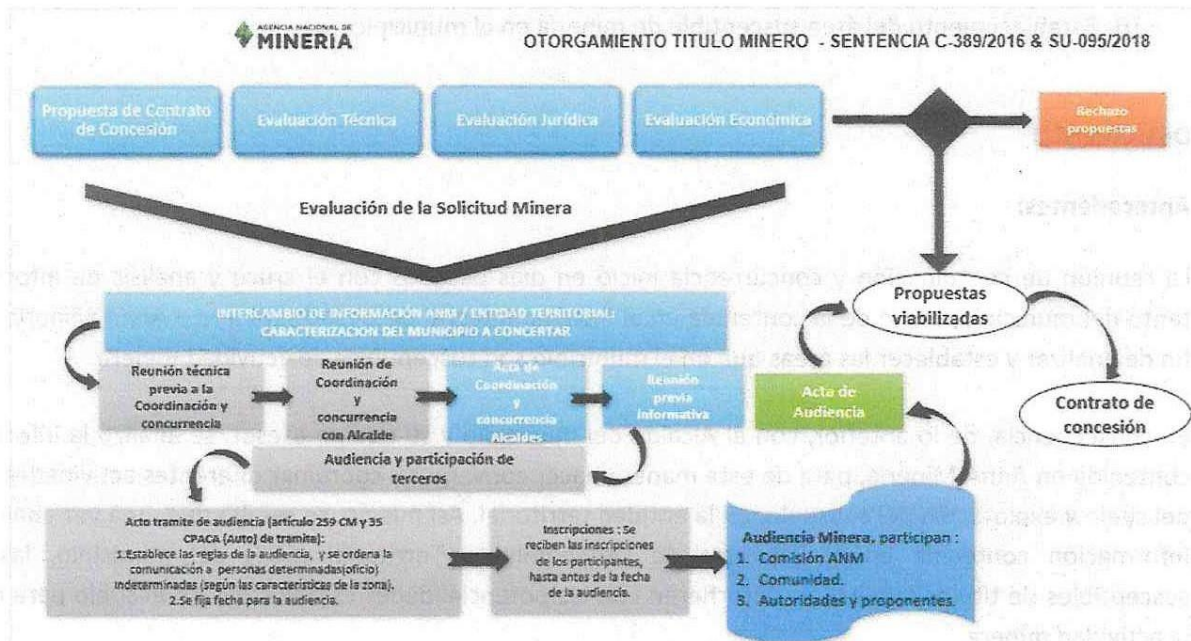 AGENCIA NACIONAL DE
MINERÍA
OTORGAMIENTO TITULO MINERO - SENTENCIA C-389/2016 & SU-095/2018
Propuesta de Contrato
de Concesión
Evaluación Técnica
Evaluación Jurídica
Evaluación Económica
Rechazo
propuestas
Evaluación de la Solicitud Minera
INTERCAMBIO DE INFORMACIÓN ANM / ENTIDAD TERRITORIAL:
CARACTERIZACIÓN DEL MUNICIPIO A CONCERTAR
Propuestas
viabilizadas
Reunión técnica
previa a la
Coordinación y
concurrencia
Reunión de
Coordinación
y
concurrencia
con Alcalde
Acta de
Coordinación
y
concurrencia
Alcaldes
Reunión
previa
informativa
Acta de
Audiencia
Contrato de
concesión
Audiencia y participación de
terceros
Acto tramite de audiencia (artículo 259 CM y 35
CPACA (Auto) de tramite):
1.Establece las reglas de la audiencia, y se ordena la
comunicación a personas determinadas(oficio)
indeterminadas (según las características de la zona).
2.Se fija fecha para la audiencia.
Inscripciones : Se
reciben las inscripciones
de los participantes,
hasta antes de la fecha
de la audiencia.
Audiencia Minera, participan :
1. Comisión ANM
2. Comunidad.
3. Autoridades y proponentes.